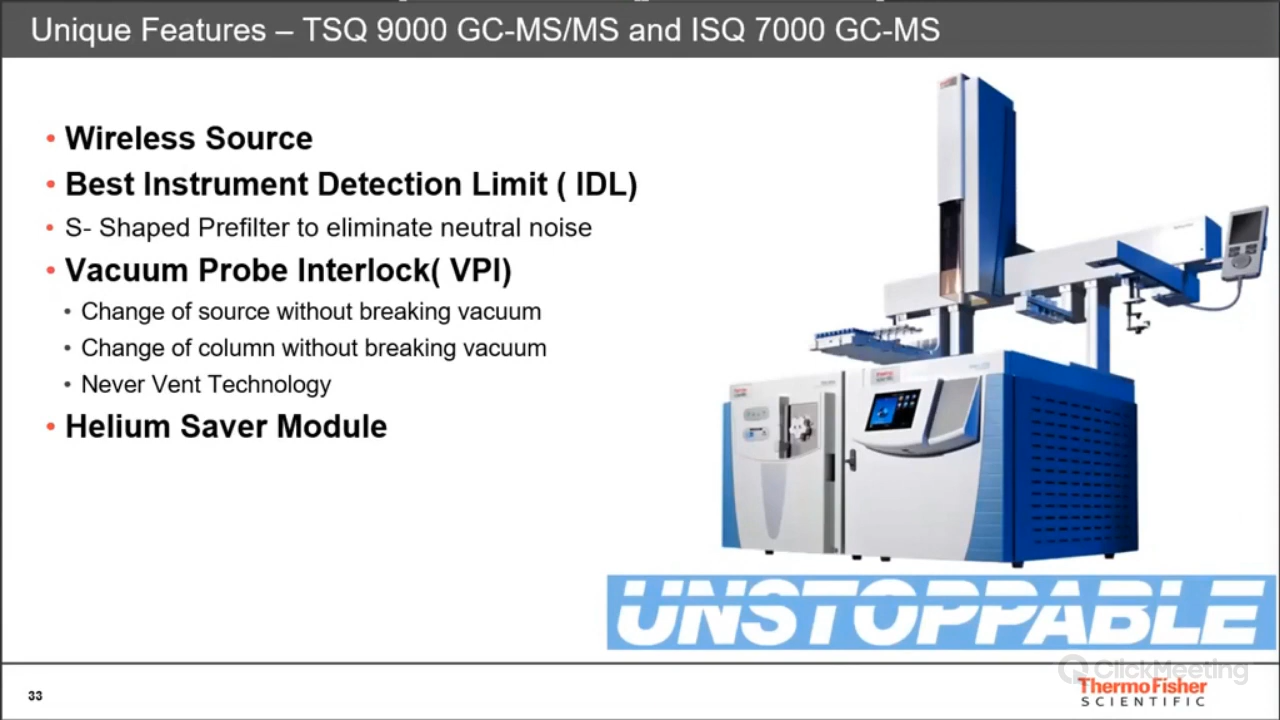 Unique Features – TSQ 9000 GC-MS/MS and ISQ 7000 GC-MS
• Wireless Source
• Best Instrument Detection Limit ( IDL)
• S- Shaped Prefilter to eliminate neutral noise
• Vacuum Probe Interlock( VPI)
• Change of source without breaking vacuum
• Change of column without breaking vacuum
• Never Vent Technology
• Helium Saver Module
UNSTOPPABLE
33
ClickMeeting
ThermoFisher
SCIENTIFIC